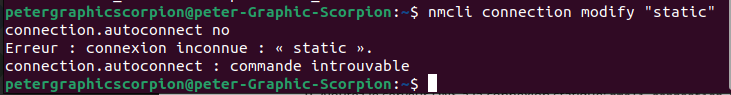 petergraphicscorpion@peter-Graphic-Scorpion:~$ nmcli connection modify "static"
connection.autoconnect no
Erreur : connexion inconnue : « static ».
connection.autoconnect : commande introuvable
petergraphicscorpion@peter-Graphic-Scorpion:~$